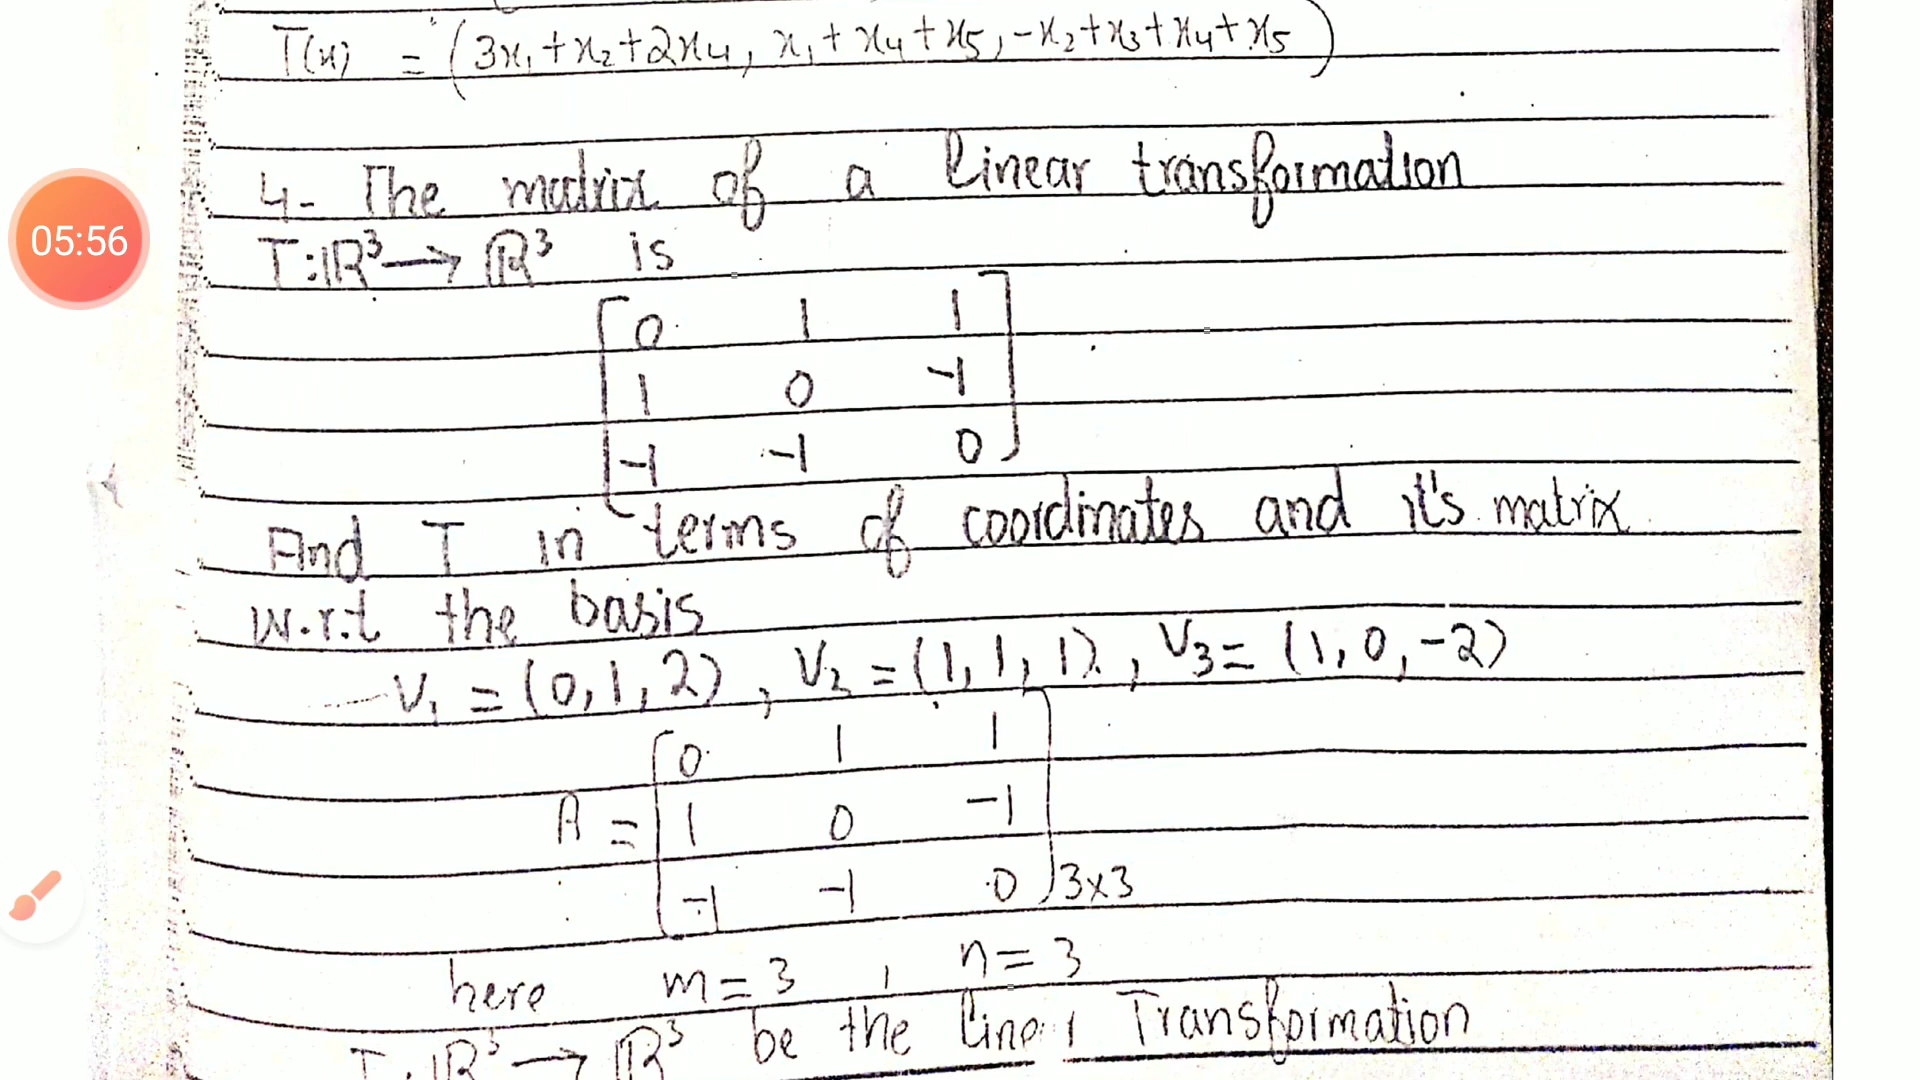 T(x) = (3x₁+x₂+2x₄, x₁+x₄+x₅, -x₂+x₃+x₄+x₅)
4- The matrix of a linear transformation
T:ℝ³→ℝ³ is
[0 1 1
1 0 -1
-1 -1 0]
05:56
Find T in terms of coordinates and it's matrix
w.r.t the basis
V₁ = (0,1,2), V₂ = (1,1,1), V₃ = (1,0,-2)
A = [0 1 1
1 0 -1
-1 -1 0]3x3
here m=3, n=3
T:ℝ³→ℝ³ be the linear Transformation